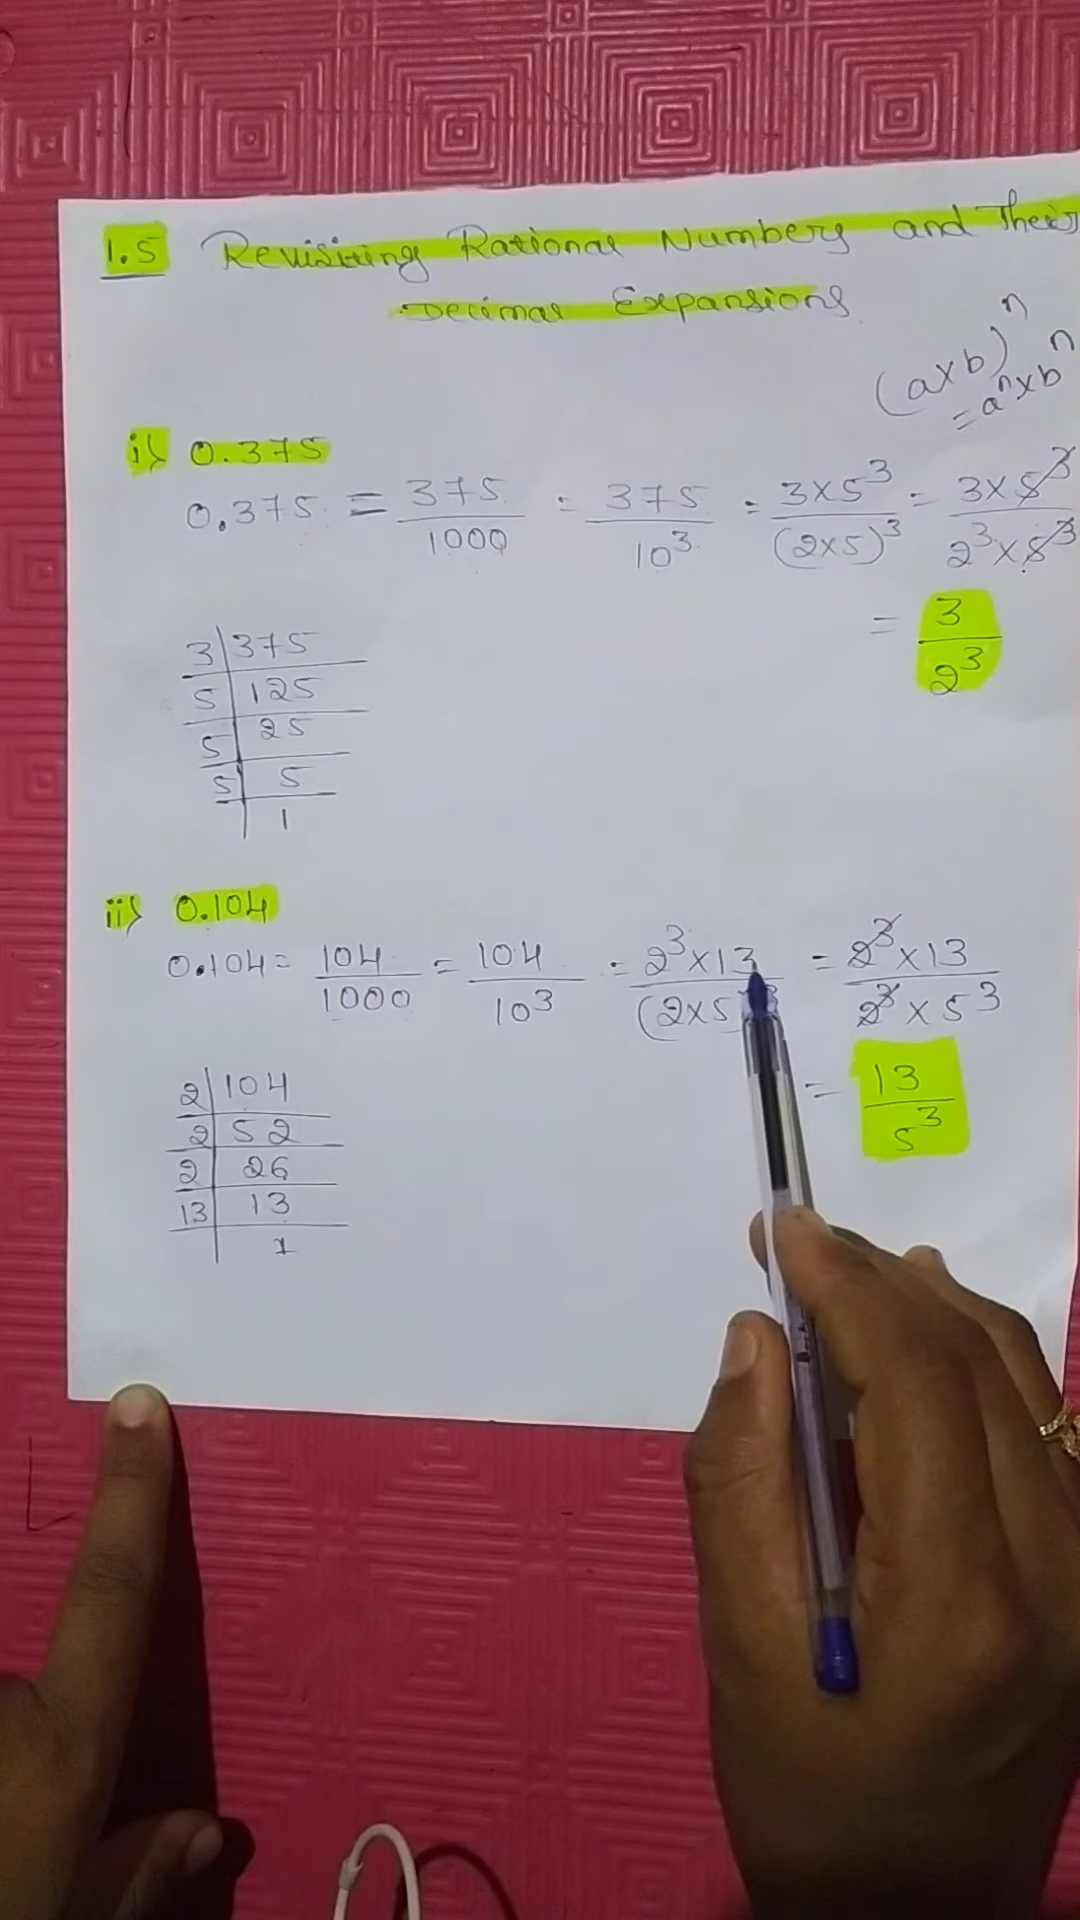 1.5 Revisiting Rational Numbers and Their
Decimal Expansions
(a×b)ⁿ
= aⁿ×bⁿ
i) 0.375
0.375 = 375/1000 = 375/10³ = 3×5³/(2×5)³ = 3×5³/2³×5³
= 3/2³
3 | 375
5 | 125
5 | 25
5 | 5
| 1
ii) 0.104
0.104 = 104/1000 = 104/10³ = 2³×13/(2×5 = 2³×13/2³×5³
= 13/5³
2 | 104
2 | 52
2 | 26
13 | 13
| 1